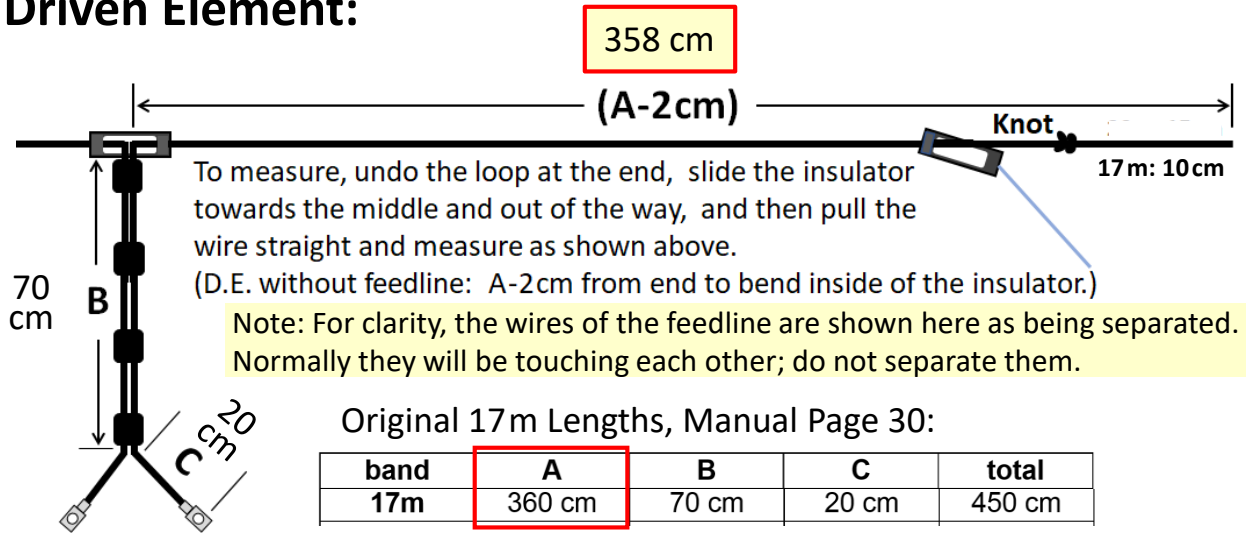 Driven Element:
358 cm
(A-2cm)
Knot
17m: 10cm
To measure, undo the loop at the end, slide the insulator
towards the middle and out of the way, and then pull the
wire straight and measure as shown above.
(D.E. without feedline: A-2cm from end to bend inside of the insulator.)
70
cm
B
Note: For clarity, the wires of the feedline are shown here as being separated.
Normally they will be touching each other; do not separate them.
20
cm
C
Original 17m Lengths, Manual Page 30:
band A B C total
17m 360 cm 70 cm 20 cm 450 cm